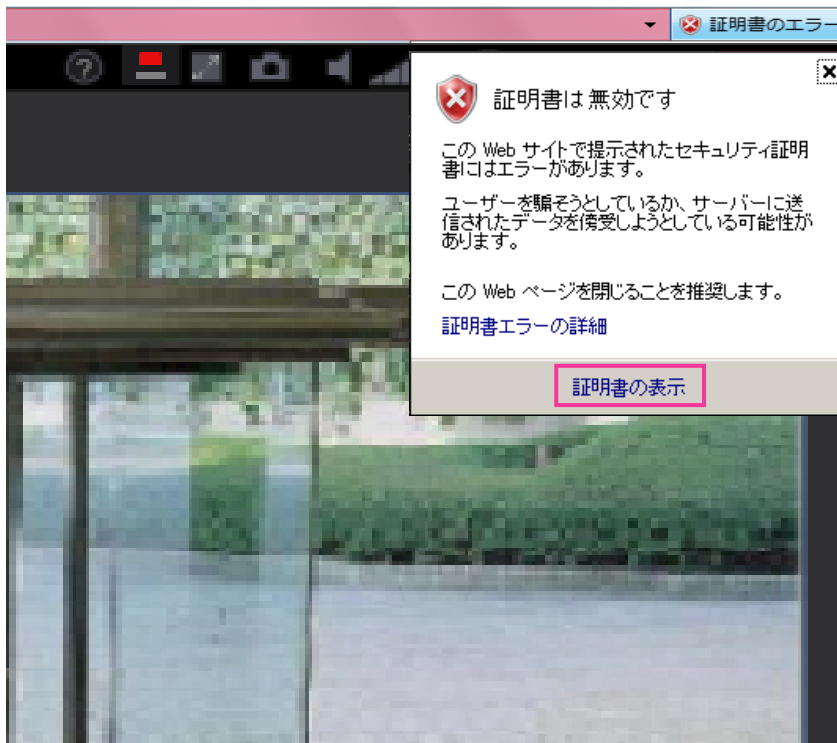 証明書のエラー
証明書は無効です
この Web サイトで提示されたセキュリティ証明
書にはエラーがあります。
ユーザーを騙そうとしているか、サーバーに送
信されたデータを傍受しようとしている可能性が
あります。
この Web ページを閉じることを推奨します。
証明書エラーの詳細
証明書の表示